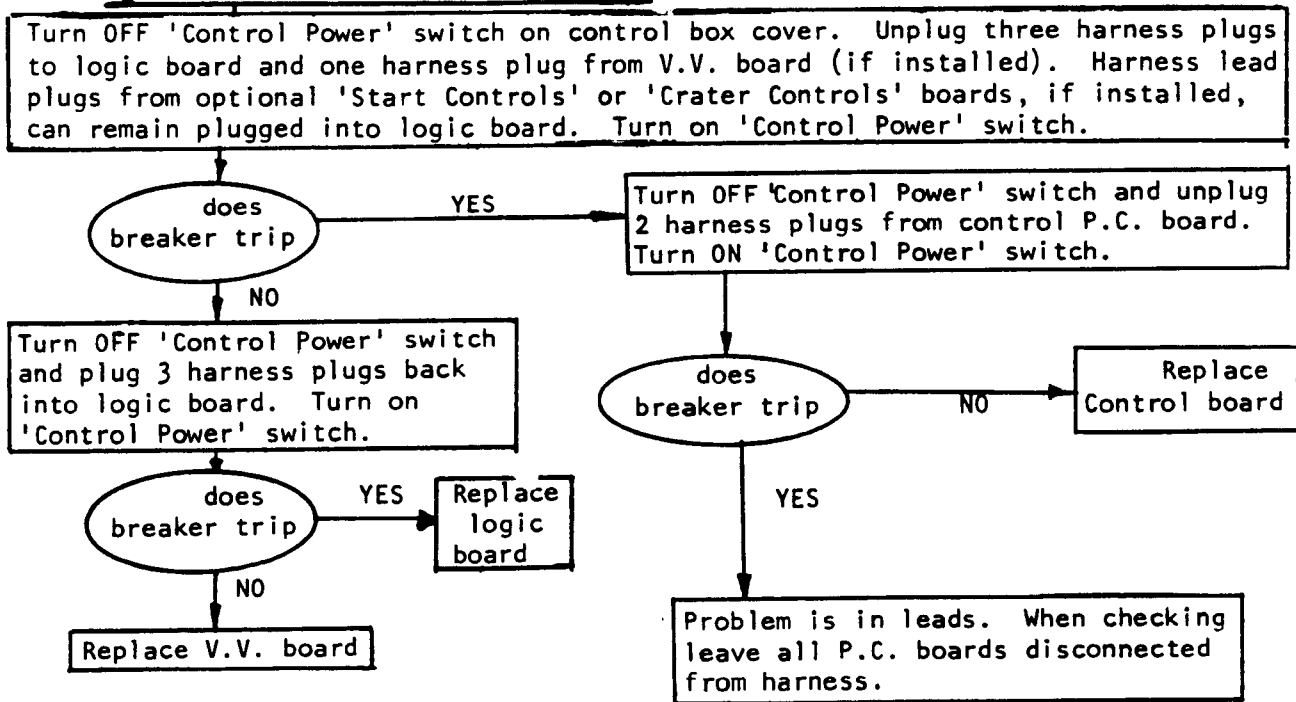 Turn OFF 'Control Power' switch on control box cover. Unplug three harness plugs
to logic board and one harness plug from V.V. board (if installed). Harness lead
plugs from optional 'Start Controls' or 'Crater Controls' boards, if installed,
can remain plugged into logic board. Turn on 'Control Power' switch.
does
breaker trip
YES
Turn OFF 'Control Power' switch and unplug
2 harness plugs from control P.C. board.
Turn ON 'Control Power' switch.
NO
Turn OFF 'Control Power' switch
and plug 3 harness plugs back
into logic board. Turn on
'Control Power' switch.
does
breaker trip
NO
Replace
Control board
does
breaker trip
YES
Replace
logic
board
YES
NO
Replace V.V. board
Problem is in leads. When checking
leave all P.C. boards disconnected
from harness.